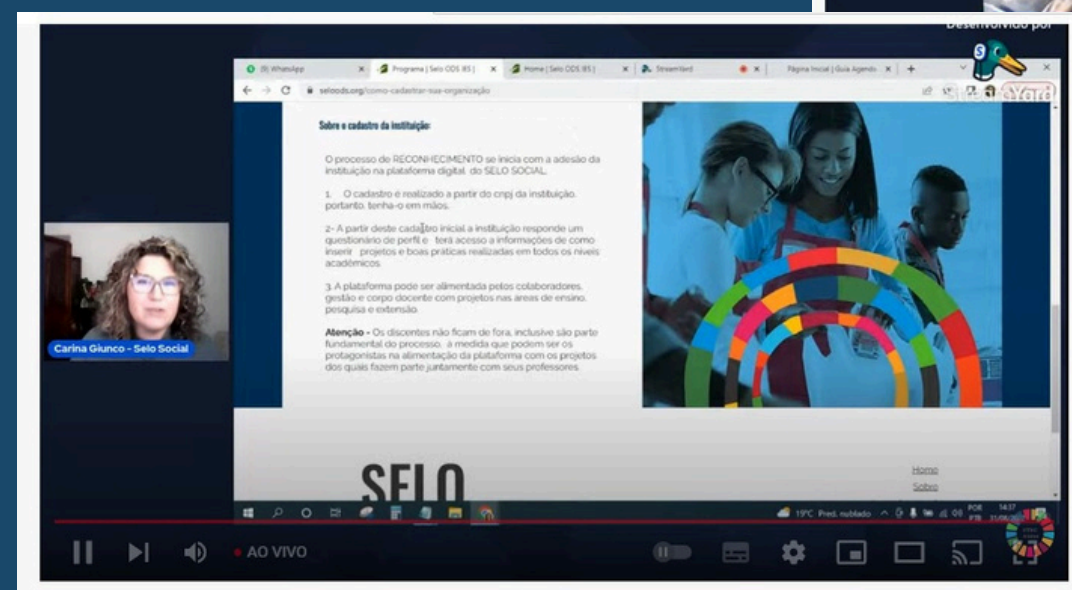 Desenvolvido por
S
StreamYard
WhatsApp
Programa | Selo ODS (IES)
Home | Selo ODS (IES)
StreamYard
Página Inicial | Guia Agenda
seloods.org/como-cadastrar-sua-organização
Sobre o cadastro da instituição:
O processo de RECONHECIMENTO se inicia com a adesão da
instituição na plataforma digital do SELO SOCIAL.
1. O cadastro é realizado a partir do cnpj da instituição,
portanto, tenha-o em mãos.
2- A partir deste cadastro inicial a instituição responde um
questionário de perfil e terá acesso a informações de como
inserir projetos e boas práticas realizadas em todos os níveis
acadêmicos.
3. A plataforma pode ser alimentada pelos colaboradores,
gestão e corpo docente com projetos nas áreas de ensino,
pesquisa e extensão.
Atenção - Os discentes não ficam de fora, inclusive são parte
fundamental do processo, à medida que podem ser os
protagonistas na alimentação da plataforma com os projetos
dos quais fazem parte juntamente com seus professores.
Carina Giunco - Selo Social
SELO
Home
Sobre
19°C Pred. nublado
POR
PTB
14:37
AO VIVO